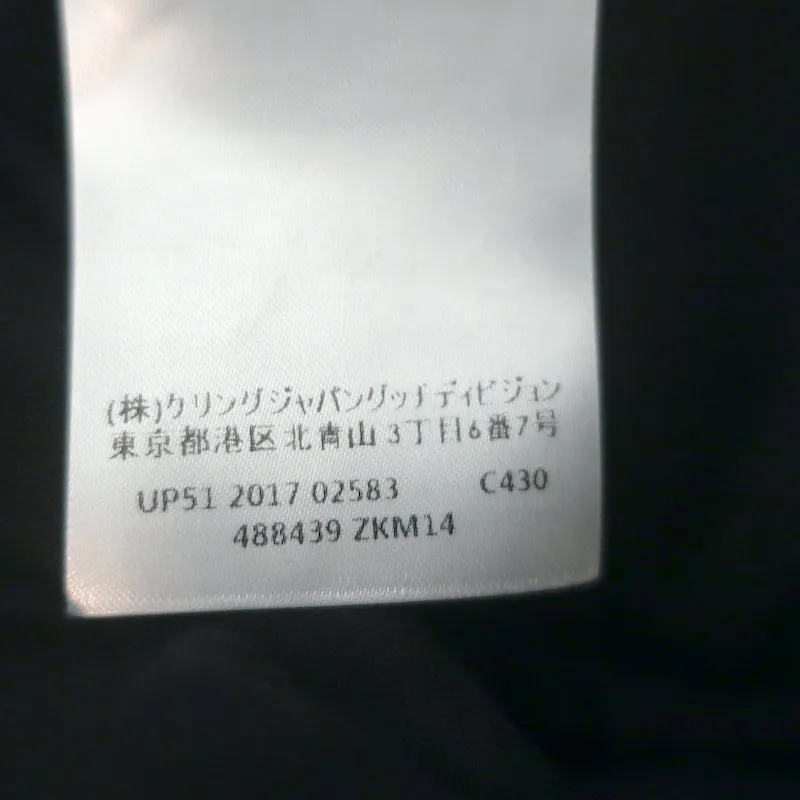 (株)ケリングジャパングッチディビジョン
東京都港区北青山3丁目6番7号
UP51 2017 02583 C430
488439 ZKM14